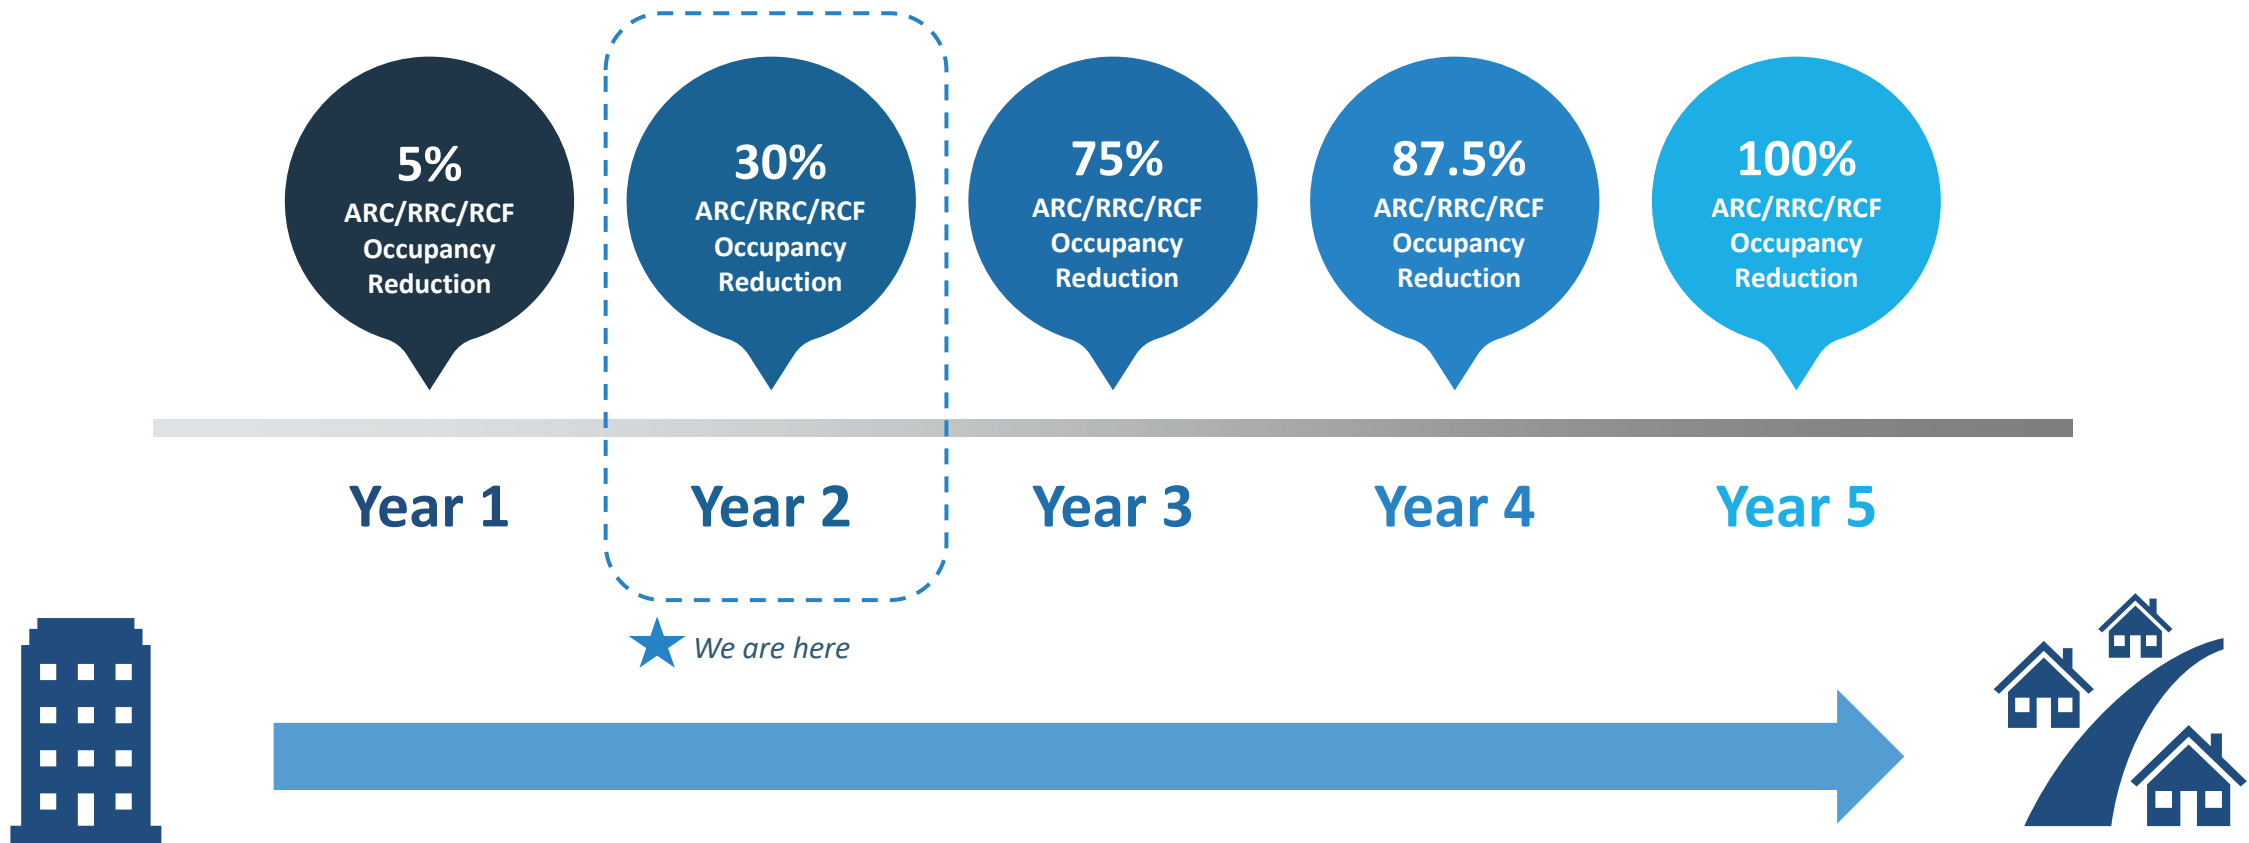 5%
ARC/RRC/RCF
Occupancy
Reduction
30%
ARC/RRC/RCF
Occupancy
Reduction
75%
ARC/RRC/RCF
Occupancy
Reduction
87.5%
ARC/RRC/RCF
Occupancy
Reduction
100%
ARC/RRC/RCF
Occupancy
Reduction
Year 1
Year 2
Year 3
Year 4
Year 5
We are here